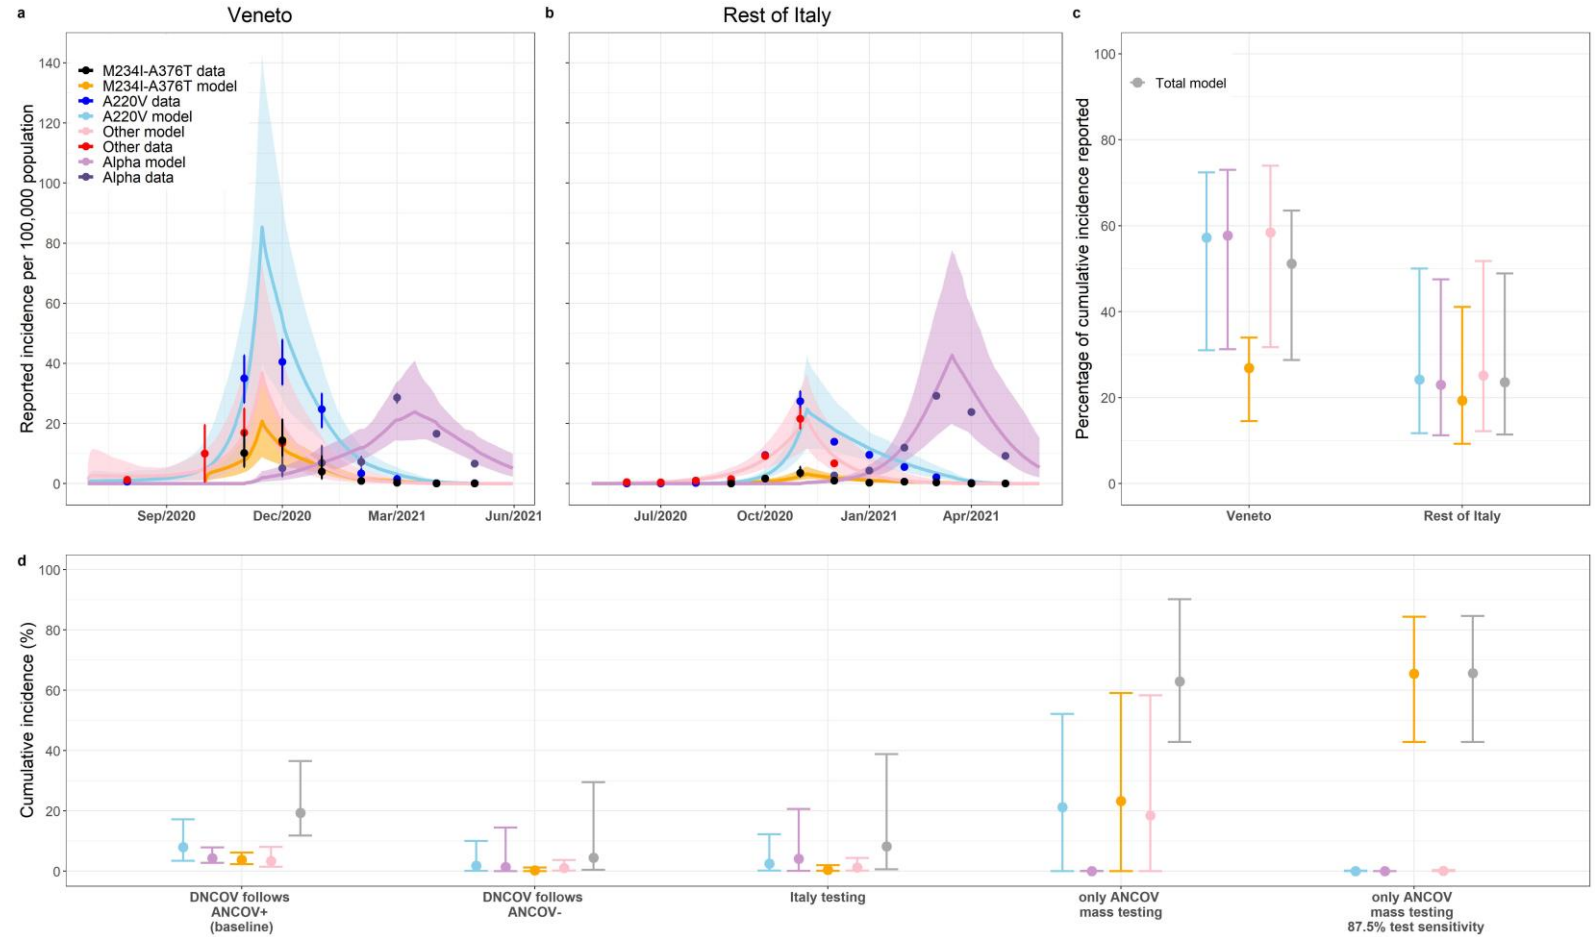 a
Veneto
Reported incidence per 100,000 population
140
120
100
80
60
40
20
0
M234I-A376T data
M234I-A376T model
A220V data
A220V model
Other model
Other data
Alpha model
Alpha data
Sep/2020
Dec/2020
Mar/2021
Jun/2021
b
Rest of Italy
Jul/2020
Oct/2020
Jan/2021
Apr/2021
c
Percentage of cumulative incidence reported
100
80
60
40
20
0
Total model
Veneto
Rest of Italy
d
Cumulative incidence (%)
100
80
60
40
20
0
DNCOV follows
ANCOV+
(baseline)
DNCOV follows
ANCOV-
Italy testing
only ANCOV
mass testing
only ANCOV
mass testing
87.5% test sensitivity